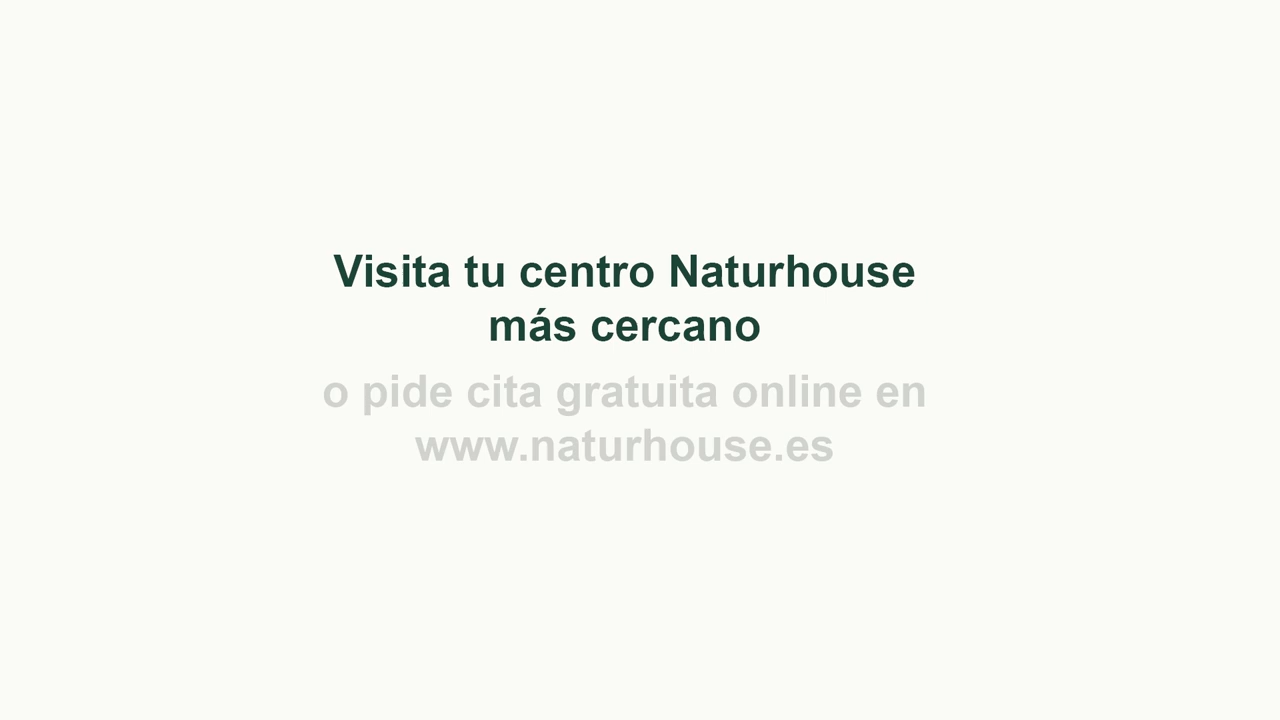 Visita tu centro Naturhouse
más cercano
o pide cita gratuita online en
www.naturhouse.es